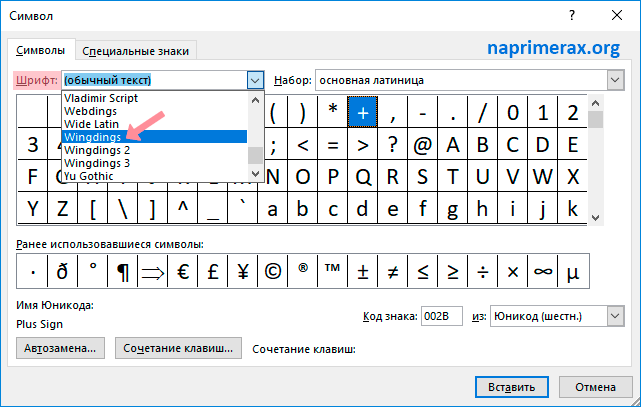 Символ
? ×
Символы
Специальные знаки
naprimerax.org
Шрифт: (обычный текст)
Набор: основная латиница
Vladimir Script
Webdings
Wide Latin
Wingdings
Wingdings 2
Wingdings 3
Yu Gothic
( ) * + , - . / 0 1 2
3 ; < = > ? @ A B C D E
F O P Q R S T U V W X
Y Z [ \ ] ^ _ ` a b c d e f g h i j k
Ранее использовавшиеся символы:
· ð ° ¶ ⇒ € £ ¥ © ® ™ ± ≠ ≤ ≥ ÷ × ∞ µ
Имя Юникода:
Plus Sign
Код знака: 002B из: Юникод (шестн.)
Автозамена... Сочетание клавиш... Сочетание клавиш:
Вставить Отмена